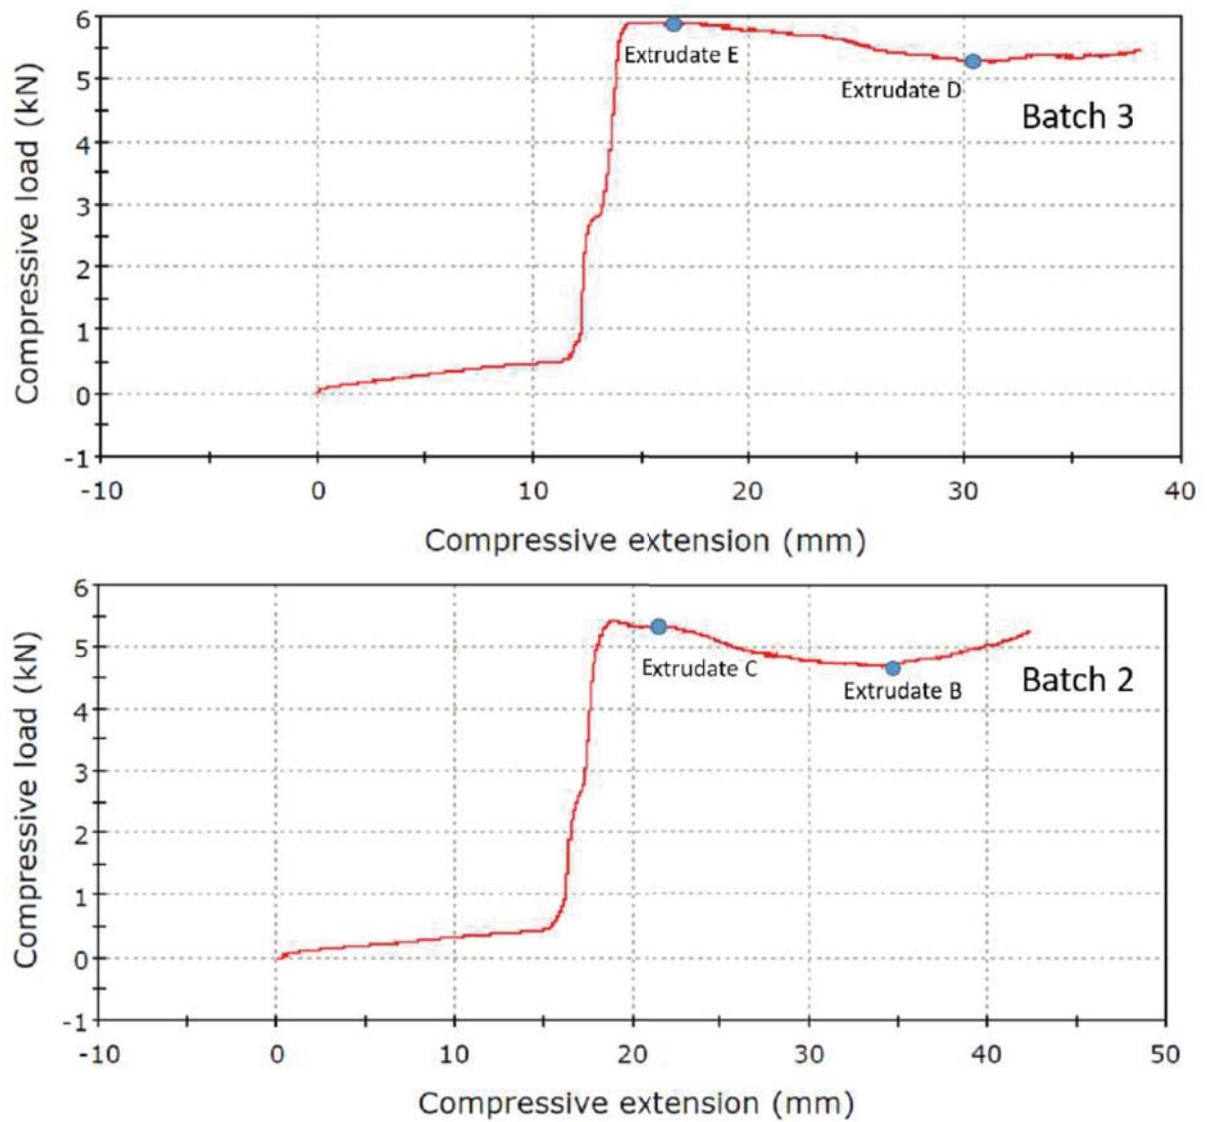 6
5
4
3
2
1
0
-1
Compressive load (kN)
Extrudate E
Extrudate D
Batch 3
-10 0 10 20 30 40
Compressive extension (mm)
6
5
4
3
2
1
0
-1
Compressive load (kN)
Extrudate C
Extrudate B
Batch 2
-10 0 10 20 30 40 50
Compressive extension (mm)